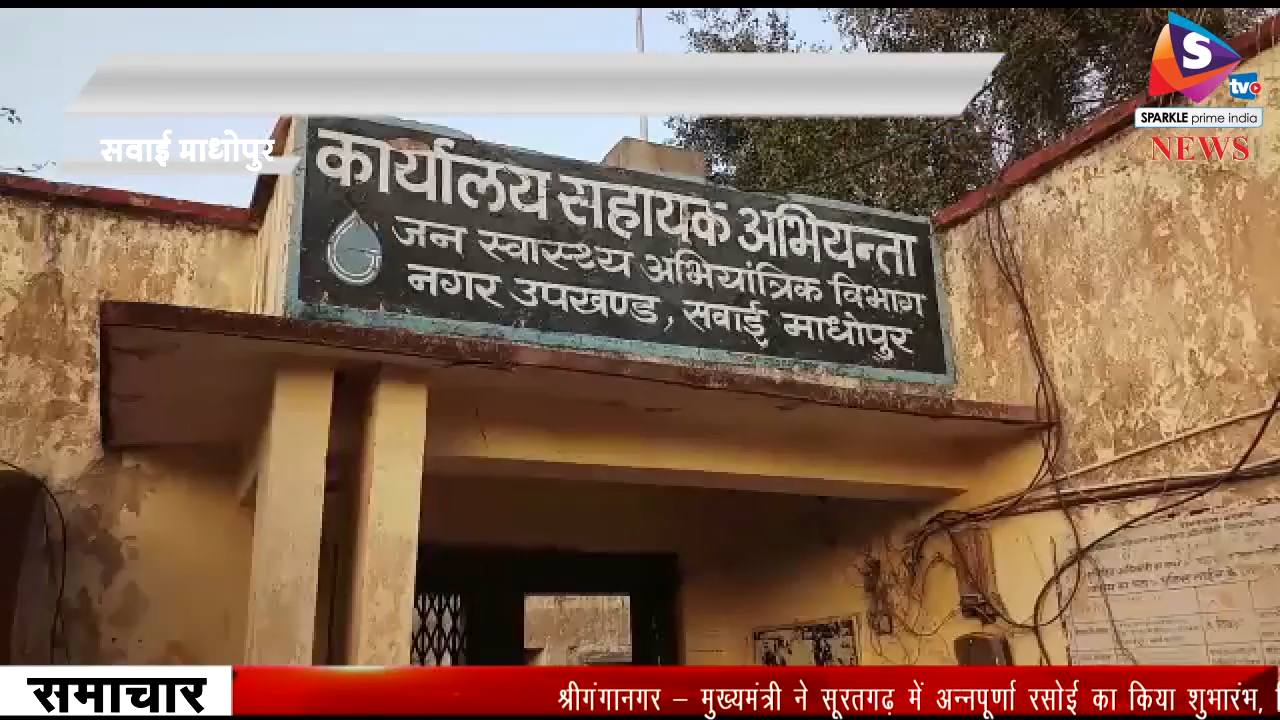 S
tv
SPARKLE prime india
NEWS
सवाई माधोपुर
कार्यालय सहायक अभियन्ता
जन स्वास्थ्य अभियांत्रिक विभाग
नगर उपखण्ड, सवाई माधोपुर
समाचार
श्रीगंगानगर – मुख्यमंत्री ने सूरतगढ़ में अन्नपूर्णा रसोई का किया शुभारंभ,